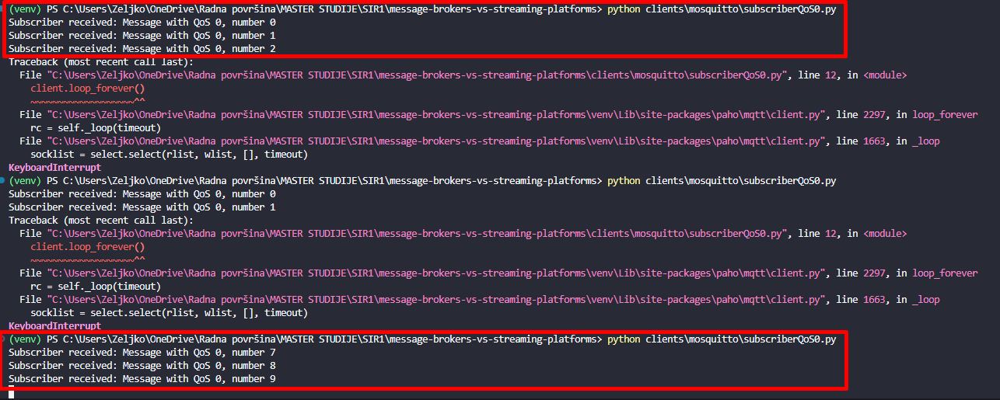 (venv) PS C:\Users\Zeljko\OneDrive\Radna površina\MASTER STUDIJE\SIR1\message-brokers-vs-streaming-platforms> python clients\mosquitto\subscriberQoS0.py
Subscriber received: Message with QoS 0, number 0
Subscriber received: Message with QoS 0, number 1
Subscriber received: Message with QoS 0, number 2
Traceback (most recent call last):
  File "C:\Users\Zeljko\OneDrive\Radna površina\MASTER STUDIJE\SIR1\message-brokers-vs-streaming-platforms\clients\mosquitto\subscriberQoS0.py", line 12, in <module>
    client.loop_forever()
    ~~~~~~~~~~~~~~~~~~~^^
  File "C:\Users\Zeljko\OneDrive\Radna površina\MASTER STUDIJE\SIR1\message-brokers-vs-streaming-platforms\venv\Lib\site-packages\paho\mqtt\client.py", line 2297, in loop_forever
    rc = self._loop(timeout)
  File "C:\Users\Zeljko\OneDrive\Radna površina\MASTER STUDIJE\SIR1\message-brokers-vs-streaming-platforms\venv\Lib\site-packages\paho\mqtt\client.py", line 1663, in _loop
    socklist = select.select(rlist, wlist, [], timeout)
KeyboardInterrupt
(venv) PS C:\Users\Zeljko\OneDrive\Radna površina\MASTER STUDIJE\SIR1\message-brokers-vs-streaming-platforms> python clients\mosquitto\subscriberQoS0.py
Subscriber received: Message with QoS 0, number 0
Subscriber received: Message with QoS 0, number 1
Traceback (most recent call last):
  File "C:\Users\Zeljko\OneDrive\Radna površina\MASTER STUDIJE\SIR1\message-brokers-vs-streaming-platforms\clients\mosquitto\subscriberQoS0.py", line 12, in <module>
    client.loop_forever()
    ~~~~~~~~~~~~~~~~~~~^^
  File "C:\Users\Zeljko\OneDrive\Radna površina\MASTER STUDIJE\SIR1\message-brokers-vs-streaming-platforms\venv\Lib\site-packages\paho\mqtt\client.py", line 2297, in loop_forever
    rc = self._loop(timeout)
  File "C:\Users\Zeljko\OneDrive\Radna površina\MASTER STUDIJE\SIR1\message-brokers-vs-streaming-platforms\venv\Lib\site-packages\paho\mqtt\client.py", line 1663, in _loop
    socklist = select.select(rlist, wlist, [], timeout)
KeyboardInterrupt
(venv) PS C:\Users\Zeljko\OneDrive\Radna površina\MASTER STUDIJE\SIR1\message-brokers-vs-streaming-platforms> python clients\mosquitto\subscriberQoS0.py
Subscriber received: Message with QoS 0, number 7
Subscriber received: Message with QoS 0, number 8
Subscriber received: Message with QoS 0, number 9